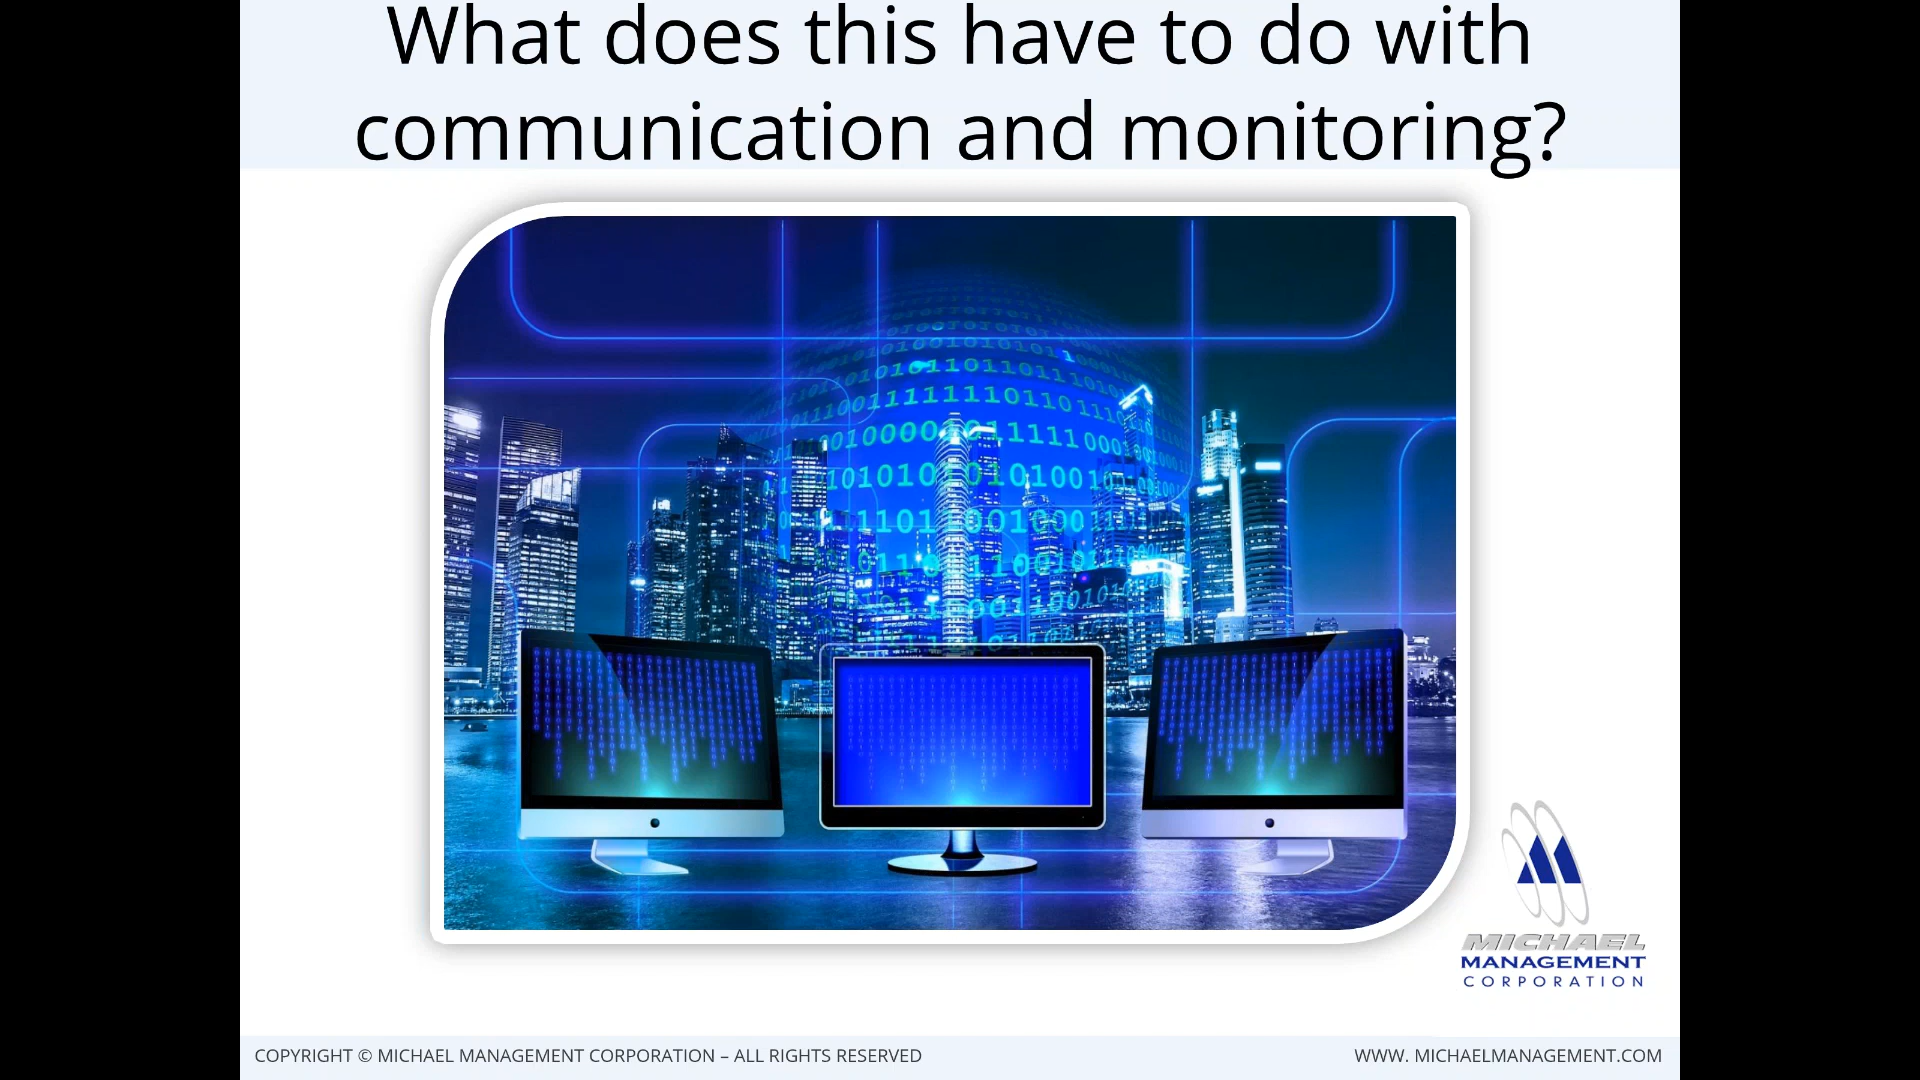 What does this have to do with
communication and monitoring?
MICHAEL
MANAGEMENT
CORPORATION
COPYRIGHT © MICHAEL MANAGEMENT CORPORATION – ALL RIGHTS RESERVED
WWW. MICHAELMANAGEMENT.COM